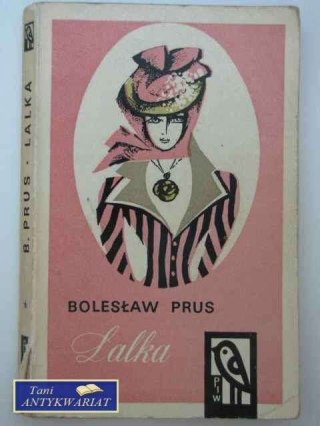 B. PRUS · LALKA
BOLESŁAW PRUS
Lalka
PIW
Tani
ANTYKWARIAT